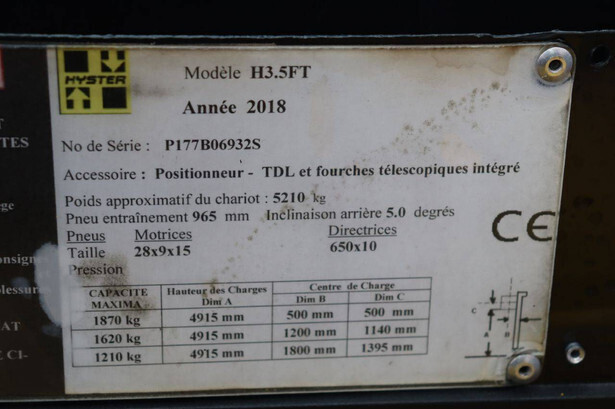 HYSTER
Modèle H3.5FT
Année 2018
No de Série : P177B06932S
Accessoire : Positionneur - TDL et fourches télescopiques intégré
Poids approximatif du chariot : 5210 kg
Pneu entraînement 965 mm Inclinaison arrière 5.0 degrés
Pneus Motrices Directrices
Taille 28x9x15 650x10
Pression
CE
CAPACITE MAXIMA Hauteur des Charges Dim A Centre de Charge Dim B Dim C
1870 kg 4915 mm 500 mm 500 mm
1620 kg 4915 mm 1200 mm 1140 mm
1210 kg 4915 mm 1800 mm 1395 mm
C
A B